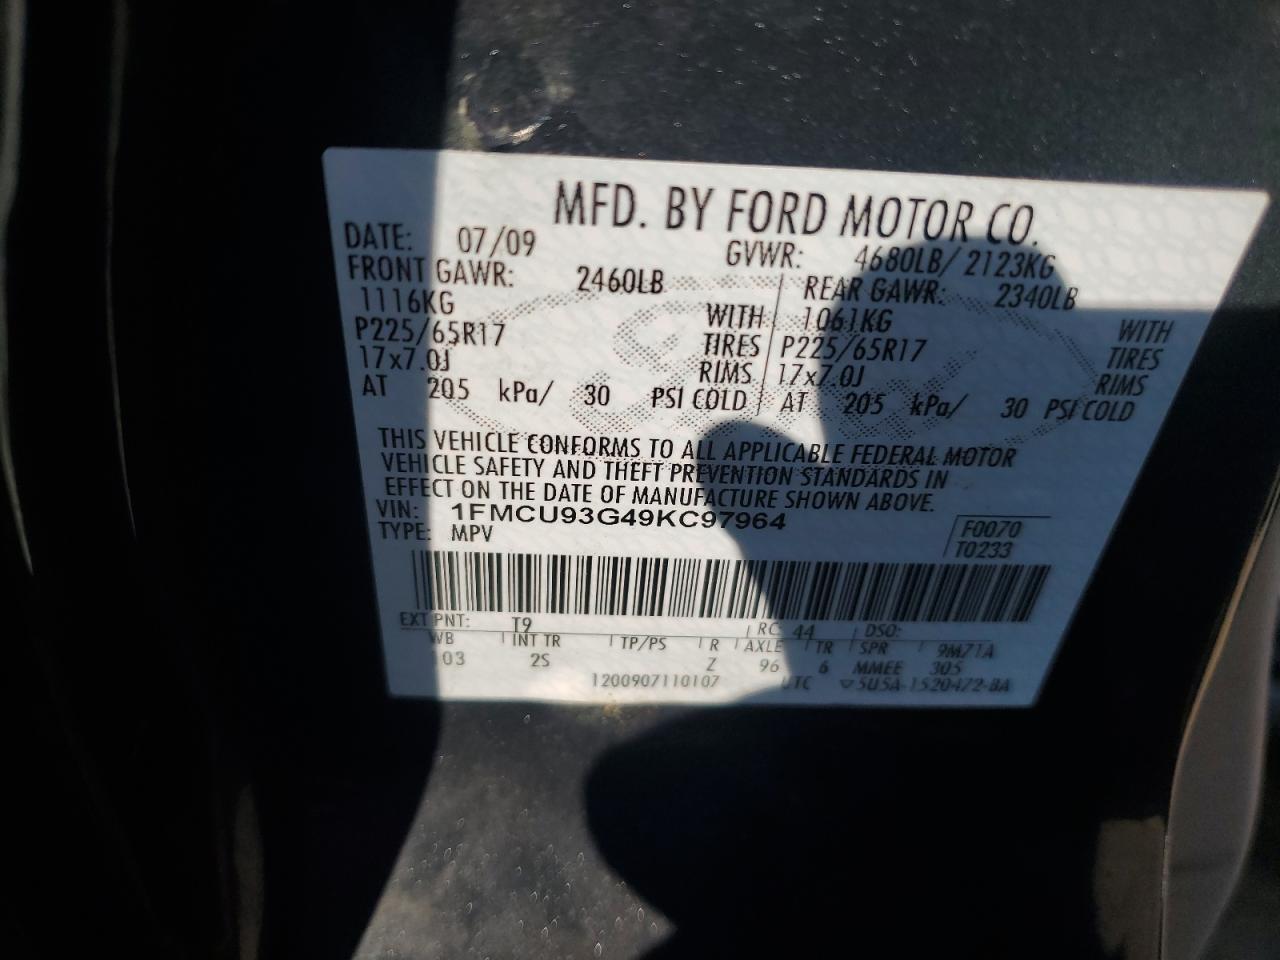 MFD. BY FORD MOTOR CO.
DATE: 07/09 GVWR: 4680LB/ 2123KG
FRONT GAWR: 2460LB REAR GAWR: 2340LB
1116KG WITH 1061KG WITH
P225/65R17 TIRES P225/65R17 TIRES
17x7.0J RIMS 17x7.0J RIMS
AT 205 kPa/ 30 PSI COLD AT 205 kPa/ 30 PSI COLD
THIS VEHICLE CONFORMS TO ALL APPLICABLE FEDERAL MOTOR
VEHICLE SAFETY AND THEFT PREVENTION STANDARDS IN
EFFECT ON THE DATE OF MANUFACTURE SHOWN ABOVE.
VIN: 1FMCU93G49KC97964
TYPE: MPV
F0070
T0233
EXT PNT: T9 RC: 44 DSO:
WB INT TR TP/PS R AXLE TR SPR 9M71A
103 2S Z 96 6 MMEE 305
1200907110107 UTC ▽5U5A-1520472-BA